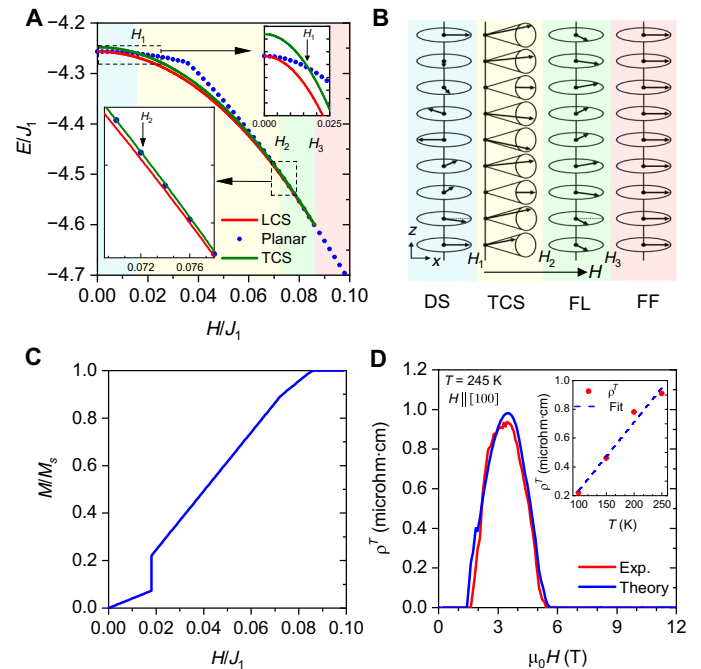 A
E/J₁
-4.2
-4.3
-4.4
-4.5
-4.6
-4.7
H₁
H₁
0.000
0.025
H₂
0.072
0.076
H₂
H₃
LCS
Planar
TCS
0.00 0.02 0.04 0.06 0.08 0.10
H/J₁
B
z
x
H₁
H₂
H₃
H
DS
TCS
FL
FF
C
M/Mₛ
1.0
0.8
0.6
0.4
0.2
0.0
0.00 0.02 0.04 0.06 0.08 0.10
H/J₁
D
ρᵀ (microhm·cm)
1.2
1.0
0.8
0.6
0.4
0.2
0.0
T = 245 K
H || [100]
ρᵀ (microhm·cm)
1.0
0.8
0.6
0.4
0.2
ρᵀ
Fit
100 150 200 250
T (K)
Exp.
Theory
0 3 6 9 12
μ₀H (T)